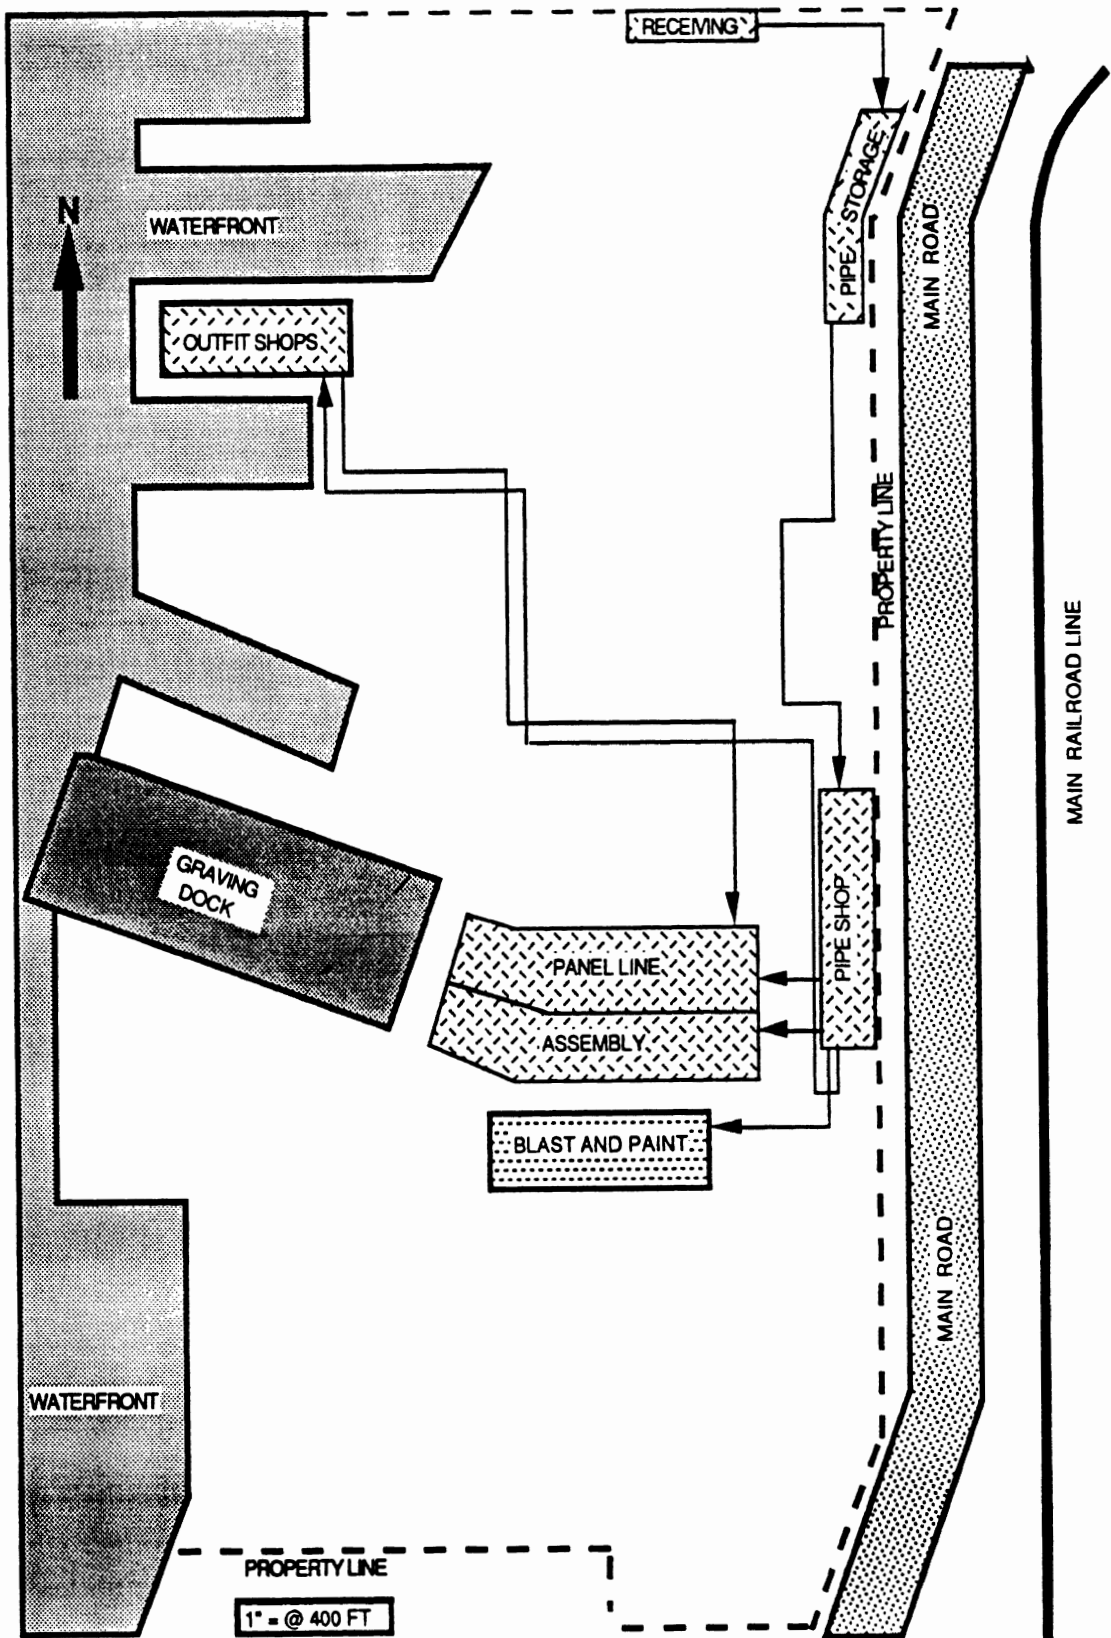 RECEIVING
PIPE STORAGE
MAIN ROAD
N
WATERFRONT
OUTFIT SHOPS
PROPERTY LINE
MAIN RAILROAD LINE
GRAVING
DOCK
PIPE SHOP
PANEL LINE
ASSEMBLY
BLAST AND PAINT
MAIN ROAD
WATERFRONT
PROPERTY LINE
1" = @ 400 FT